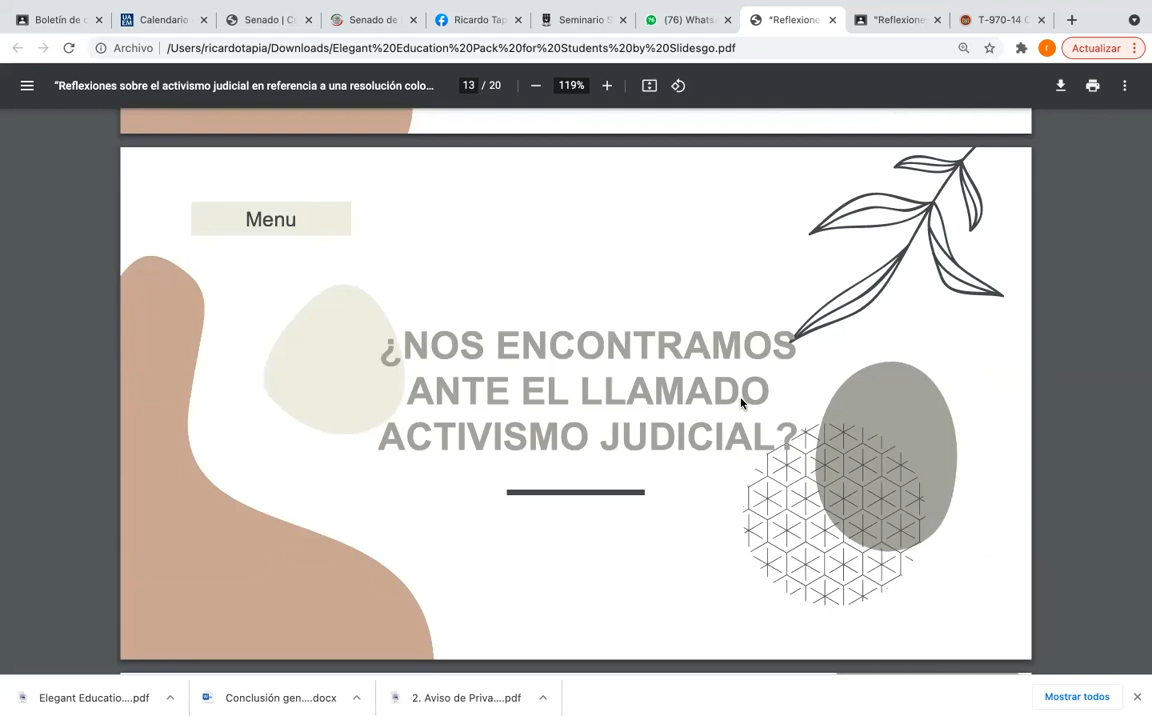 Boletín de c
Calendario
Senado | C
Senado de
Ricardo Tap
Seminario S
(76) Whats
"Reflexione
"Reflexione
T-970-14 C
Archivo
/Users/ricardotapia/Downloads/Elegant%20Education%20Pack%20for%20Students%20by%20Slidesgo.pdf
r
Actualizar
"Reflexiones sobre el activismo judicial en referencia a una resolución colo...
13 / 20
119%
Menu
¿NOS ENCONTRAMOS
ANTE EL LLAMADO
ACTIVISMO JUDICIAL?
Elegant Educatio....pdf
Conclusión gen....docx
2. Aviso de Priva....pdf
Mostrar todos